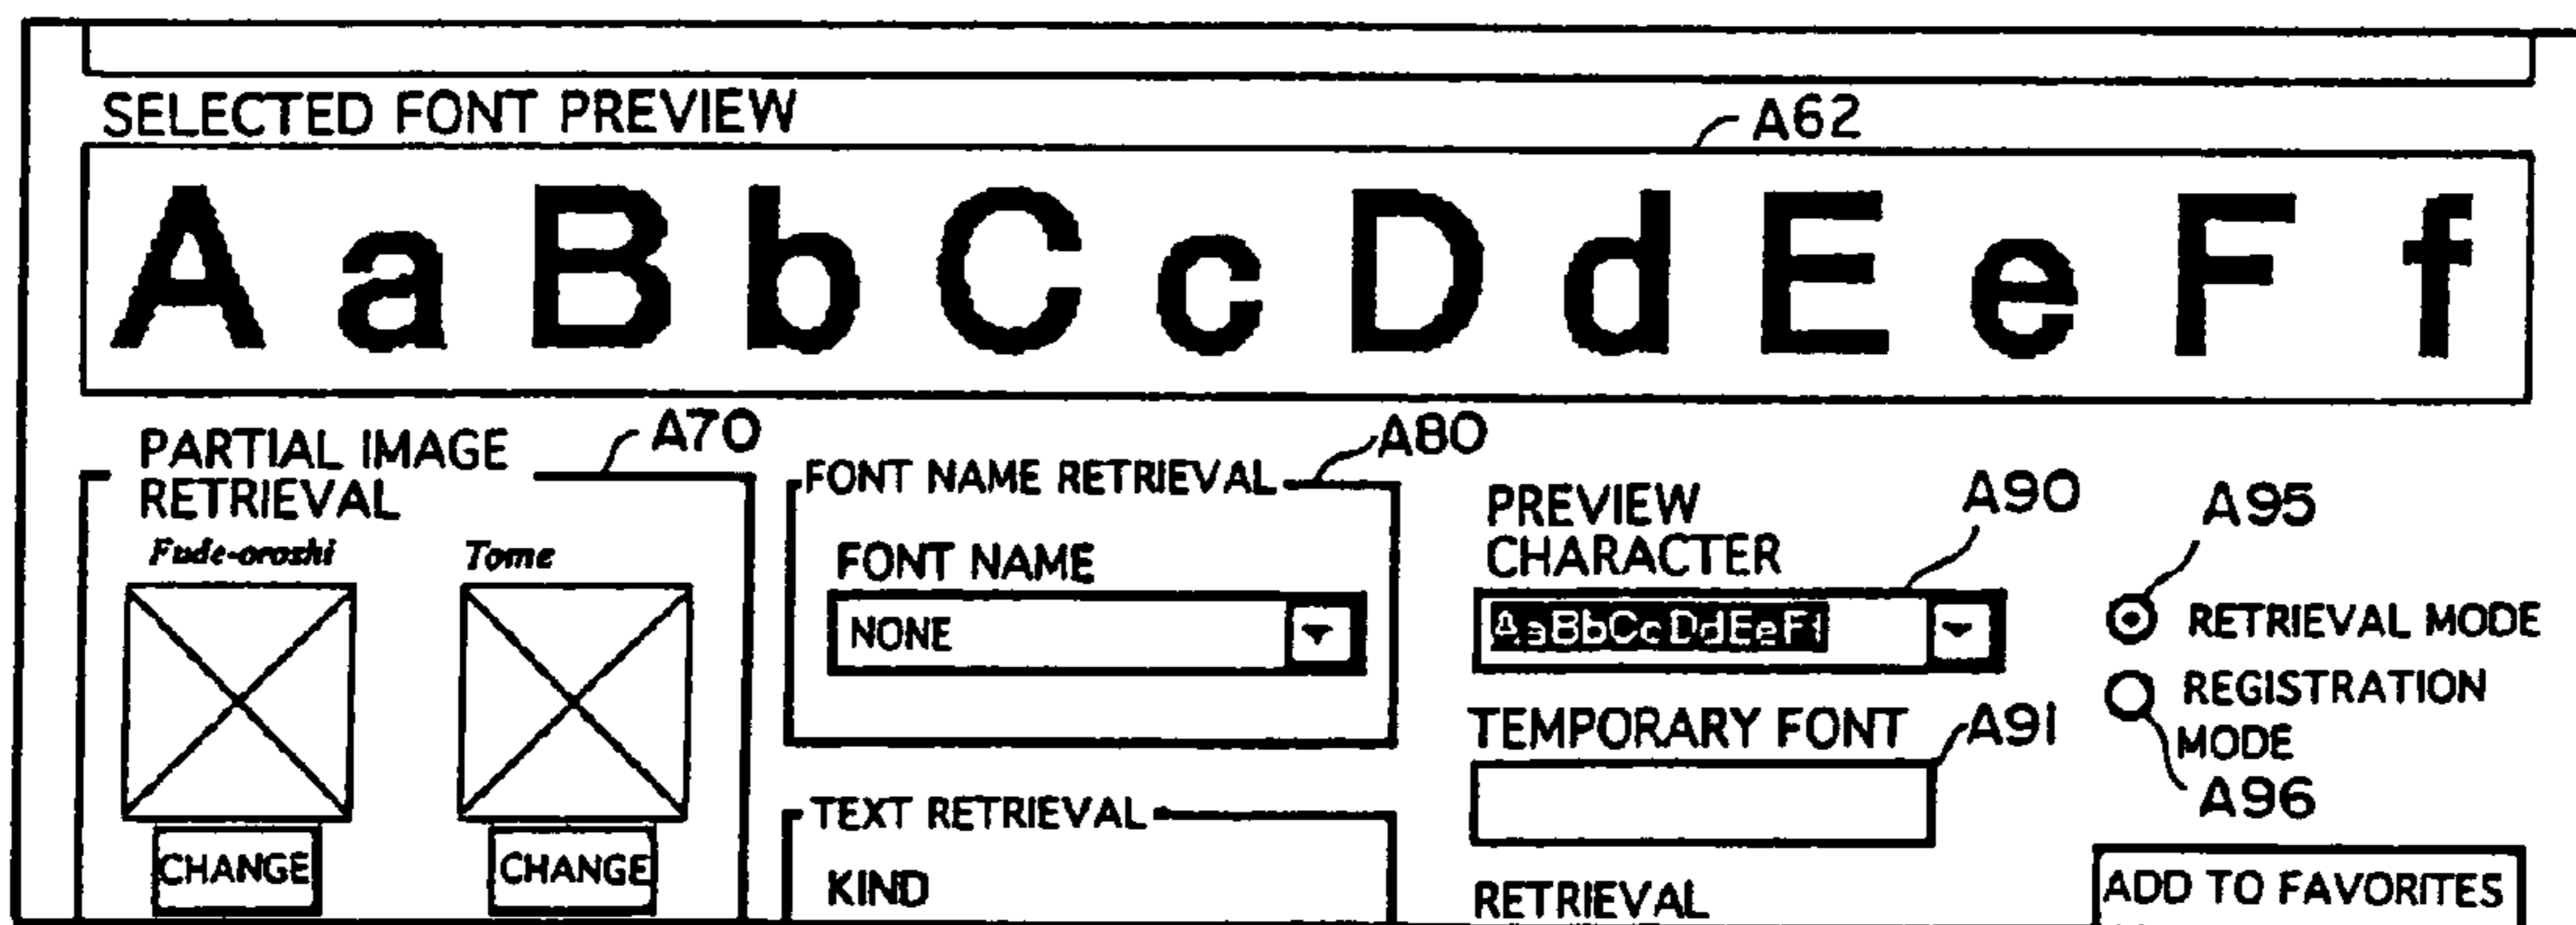 SELECTED FONT PREVIEW
A62
A a B b C c D d E e F f
PARTIAL IMAGE
RETRIEVAL
A70
Fude-oroshi
Tome
CHANGE
CHANGE
FONT NAME RETRIEVAL
A80
FONT NAME
NONE
TEXT RETRIEVAL
KIND
PREVIEW
CHARACTER
A90
AaBbCcDdEeFf
TEMPORARY FONT
A91
RETRIEVAL
A95
RETRIEVAL MODE
REGISTRATION
MODE
A96
ADD TO FAVORITES